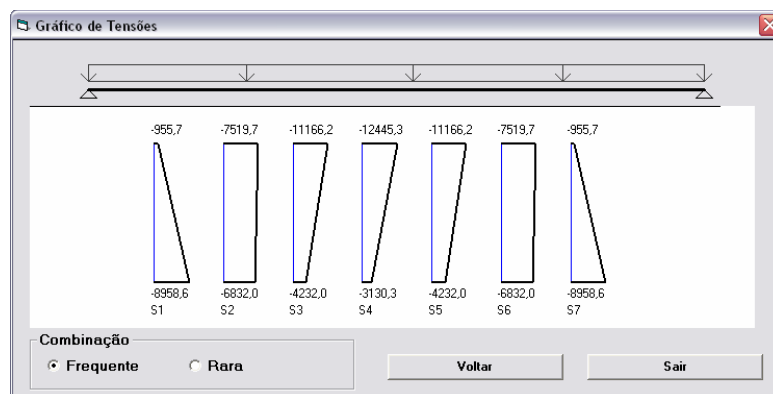 Gráfico de Tensões
-955,7 -7519,7 -11166,2 -12445,3 -11166,2 -7519,7 -955,7
-8958,6 -6832,0 -4232,0 -3130,3 -4232,0 -6832,0 -8958,6
S1 S2 S3 S4 S5 S6 S7
Combinação
Frequente Rara Voltar Sair